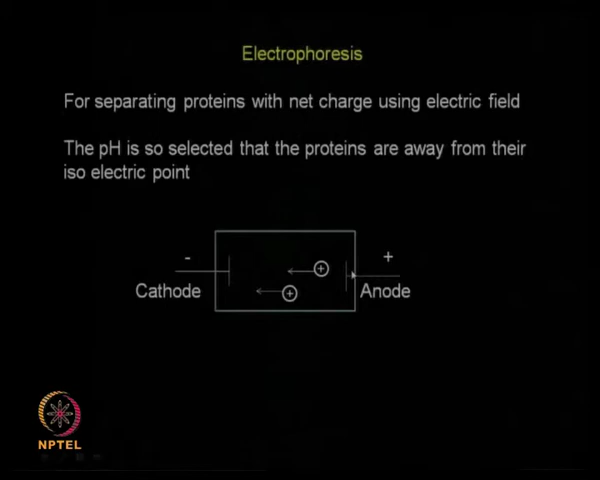 Electrophoresis
For separating proteins with net charge using electric field
The pH is so selected that the proteins are away from their
iso electric point
- +
+
+
Cathode Anode
NPTEL